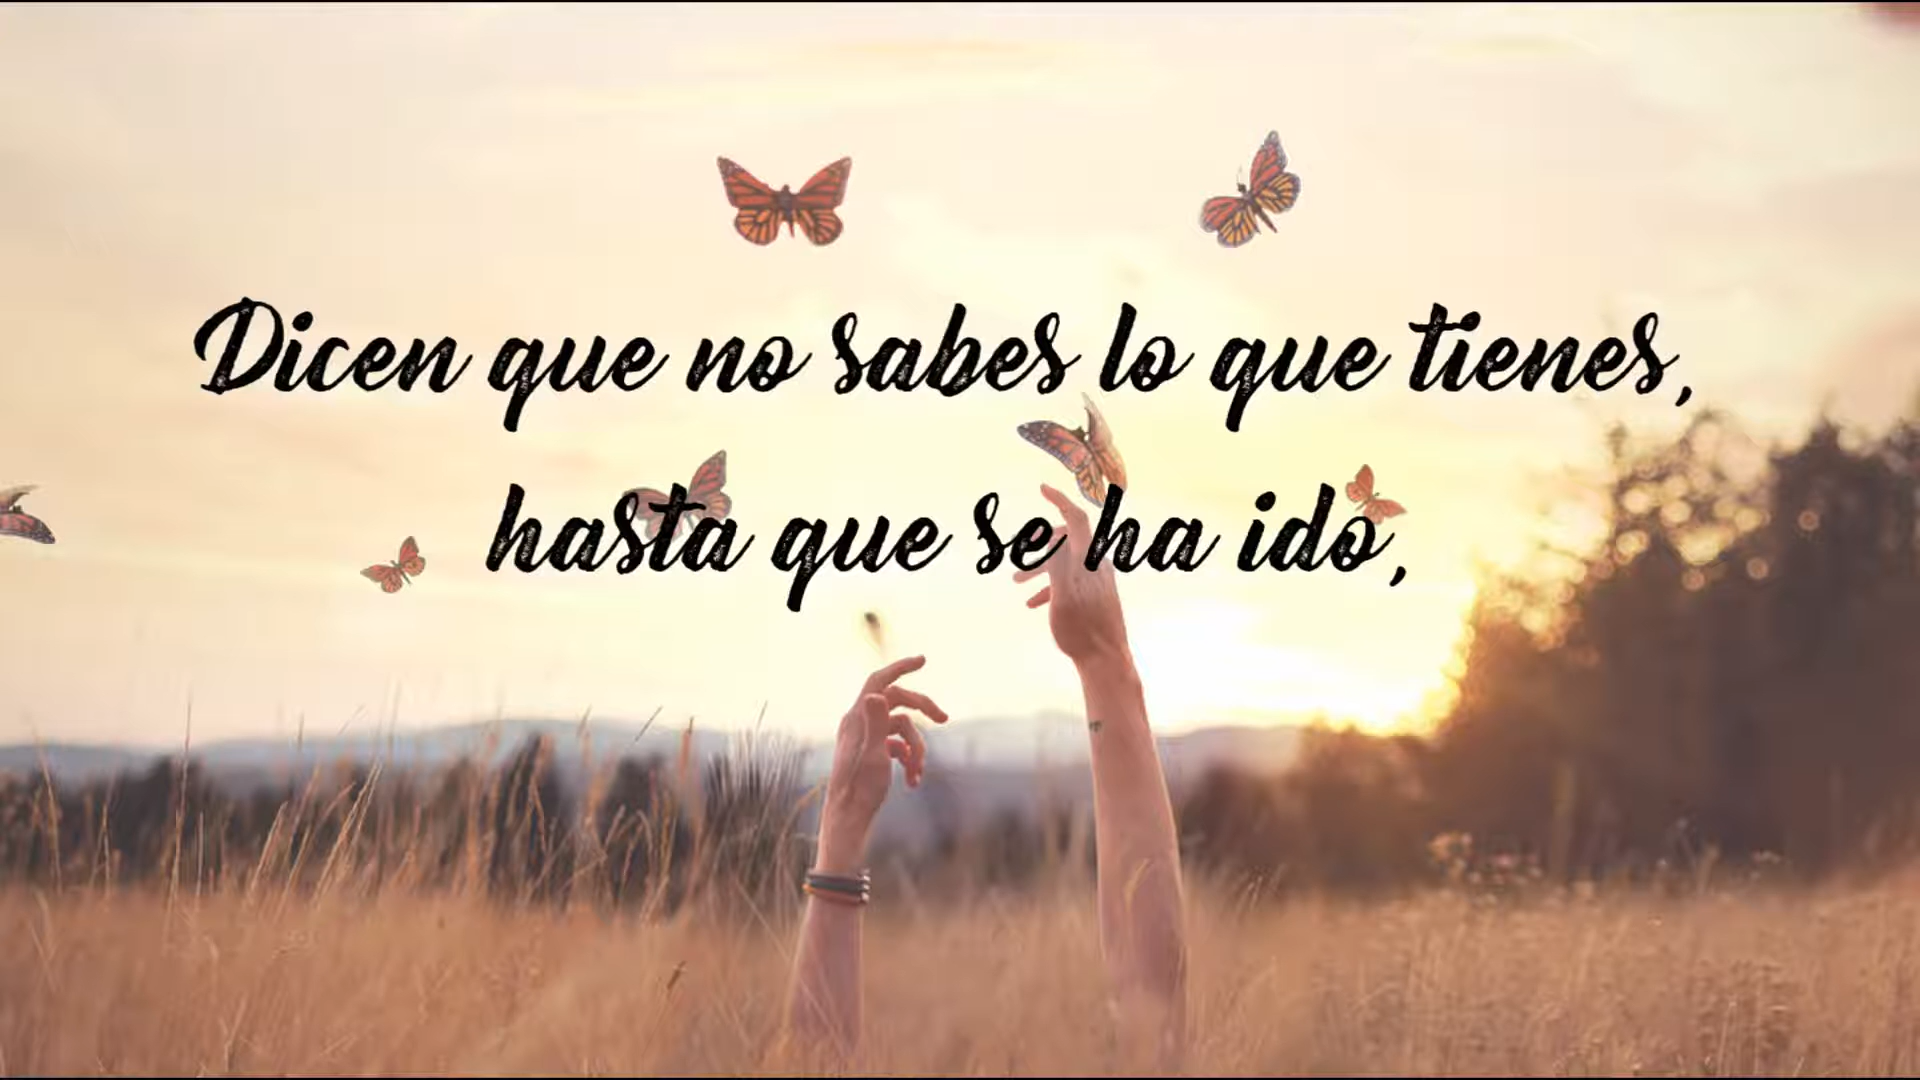 Dicen que no sabes lo que tienes,
hasta que se ha ido,